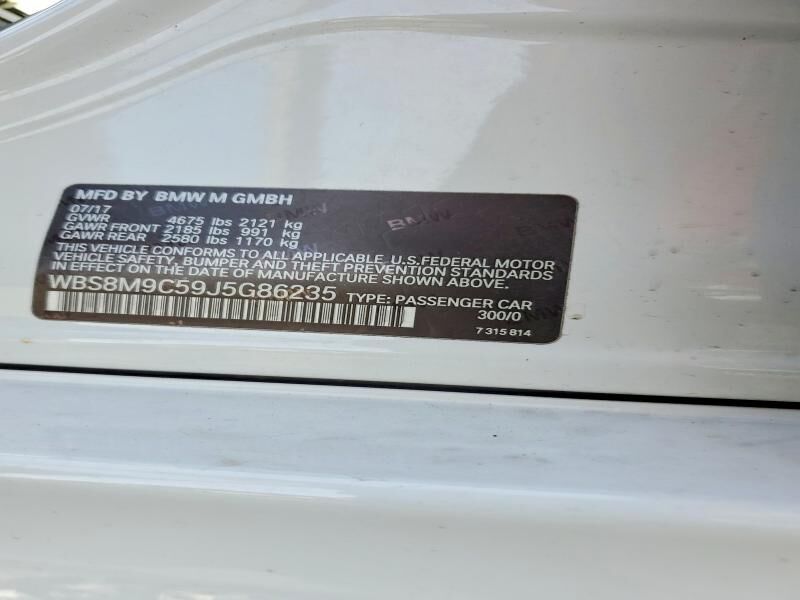 MFD BY BMW M GMBH
07/17
GVWR 4675 lbs 2121 kg
GAWR FRONT 2185 lbs 991 kg
GAWR REAR 2580 lbs 1170 kg
THIS VEHICLE CONFORMS TO ALL APPLICABLE U.S.FEDERAL MOTOR
VEHICLE SAFETY, BUMPER AND THEFT PREVENTION STANDARDS
IN EFFECT ON THE DATE OF MANUFACTURE SHOWN ABOVE.
WBS8M9C59J5G86235 TYPE: PASSENGER CAR
300/0
7 315 814